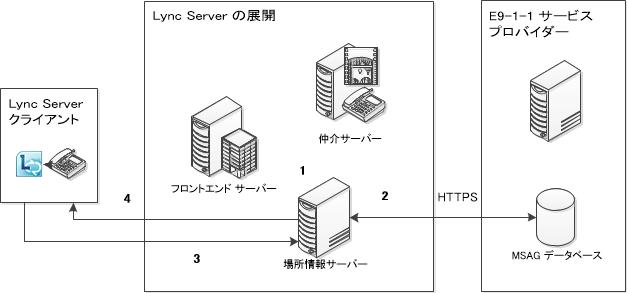 Lync Server の展開
E9-1-1 サービス
プロバイダー
Lync Server
クライアント
仲介サーバー
フロントエンド サーバー
1
2
HTTPS
4
3
場所情報サーバー
MSAG データベース